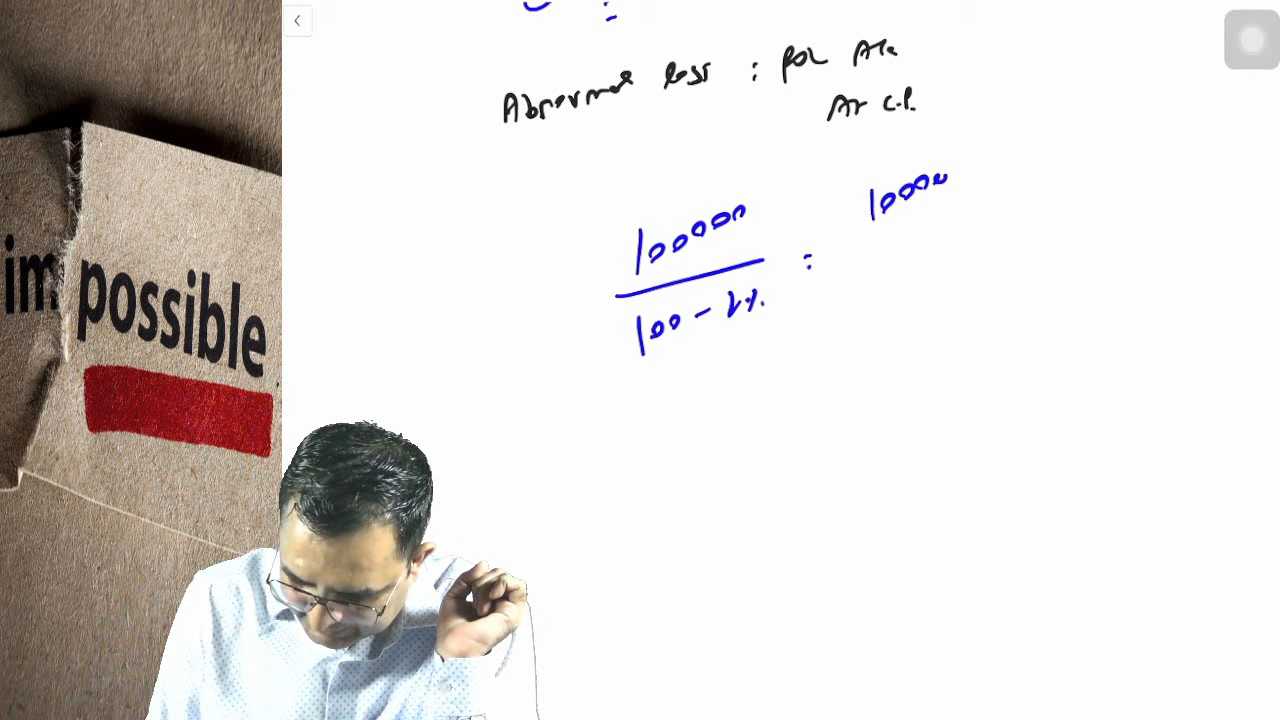 impossible
Abnormal loss : P&L A/c
At C.P.
100000
100 - 2% =
10000